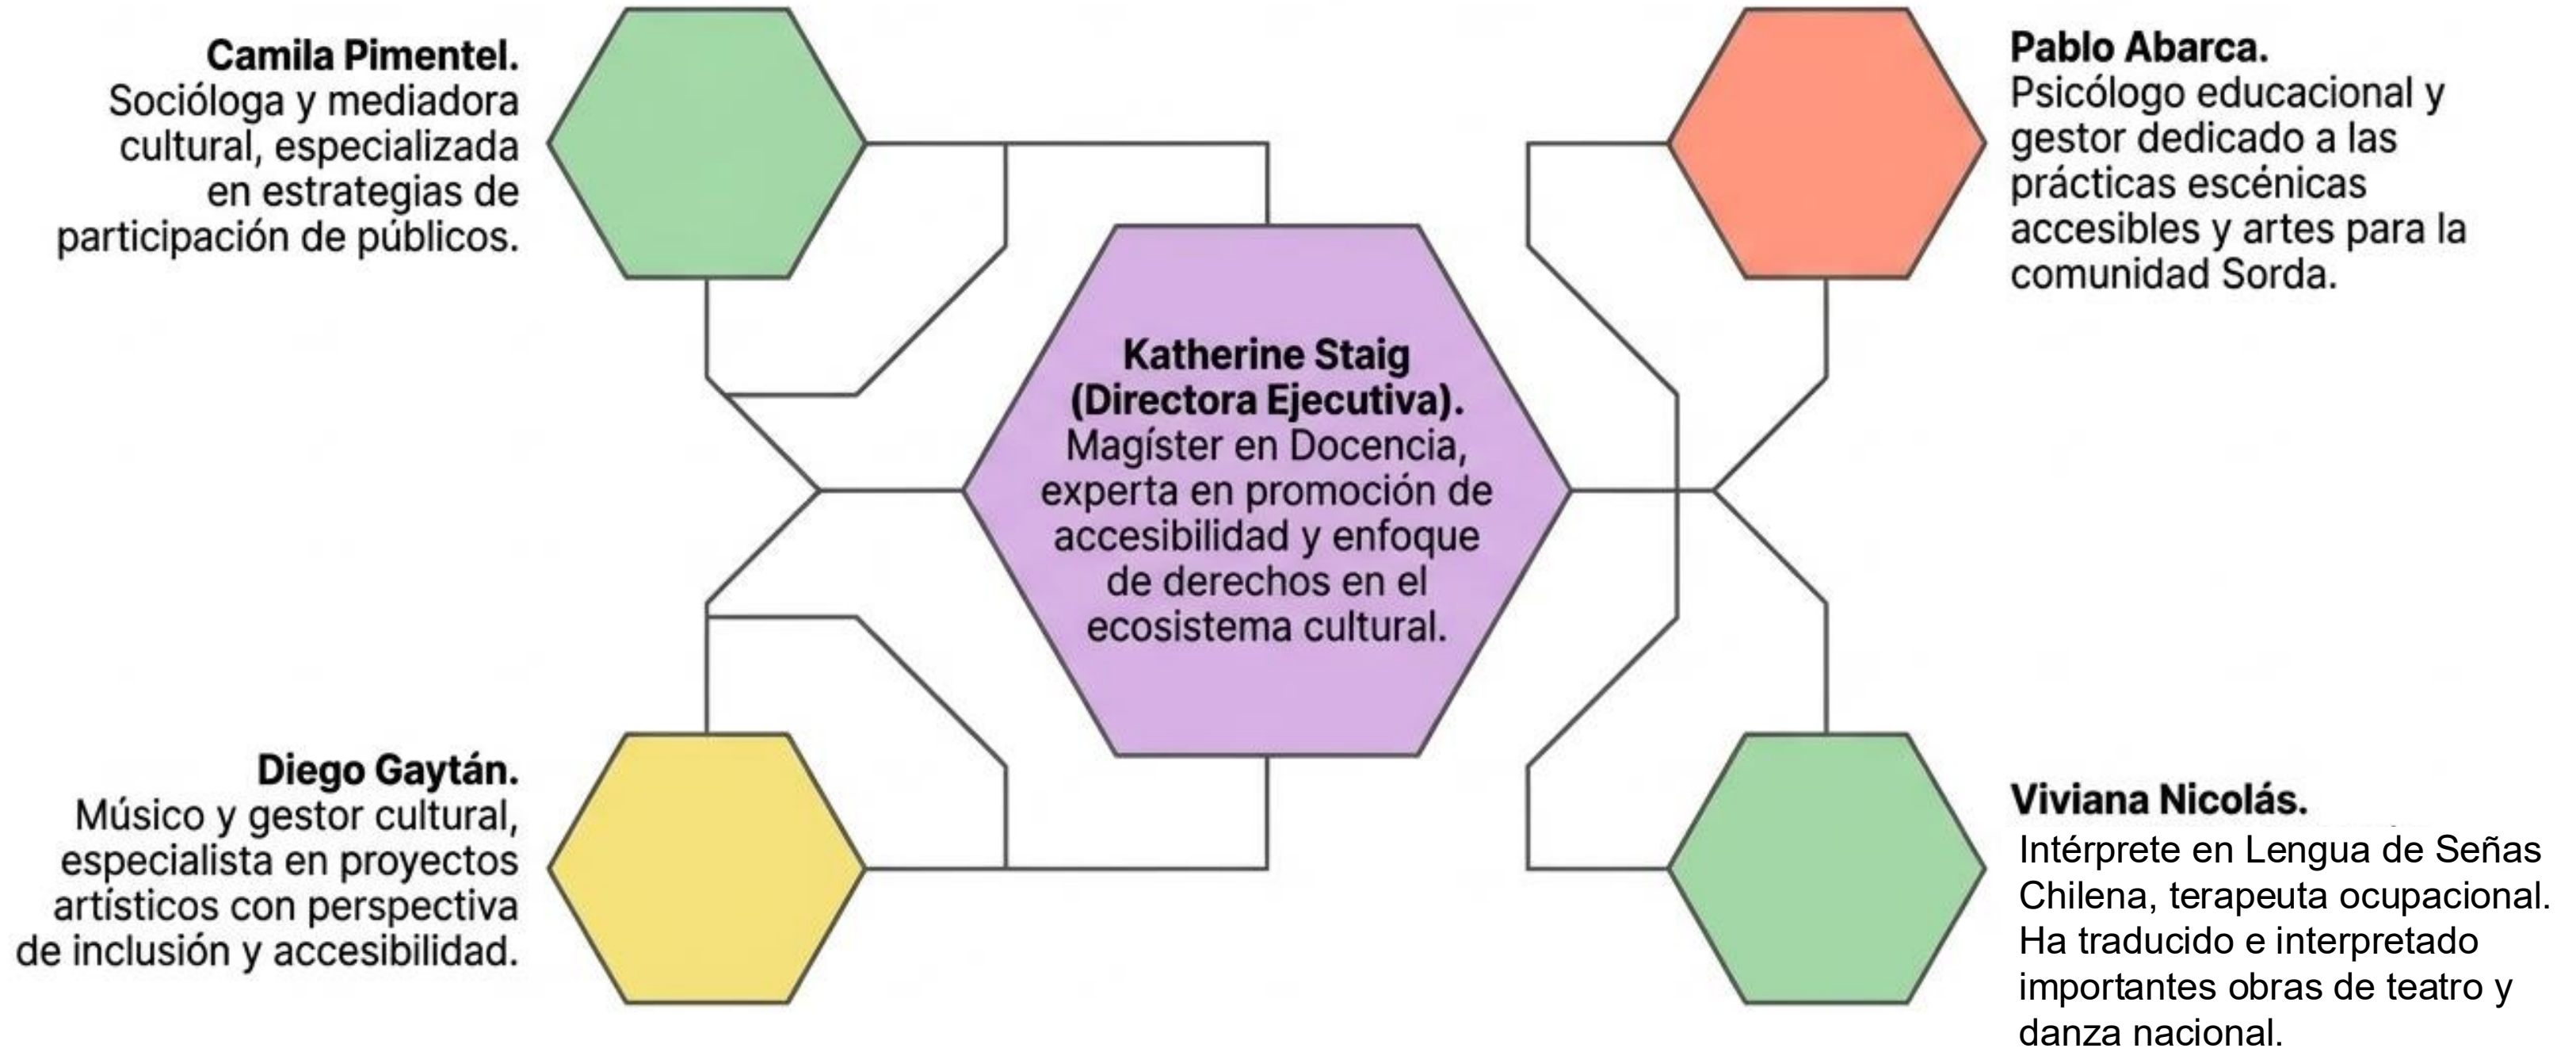 Camila Pimentel.
Socióloga y mediadora
cultural, especializada
en estrategias de
participación de públicos.
Pablo Abarca.
Psicólogo educacional y
gestor dedicado a las
prácticas escénicas
accesibles y artes para la
comunidad Sorda.
Katherine Staig
(Directora Ejecutiva).
Magíster en Docencia,
experta en promoción de
accesibilidad y enfoque
de derechos en el
ecosistema cultural.
Diego Gaytán.
Músico y gestor cultural,
especialista en proyectos
artísticos con perspectiva
de inclusión y accesibilidad.
Viviana Nicolás.
Intérprete en Lengua de Señas
Chilena, terapeuta ocupacional.
Ha traducido e interpretado
importantes obras de teatro y
danza nacional.